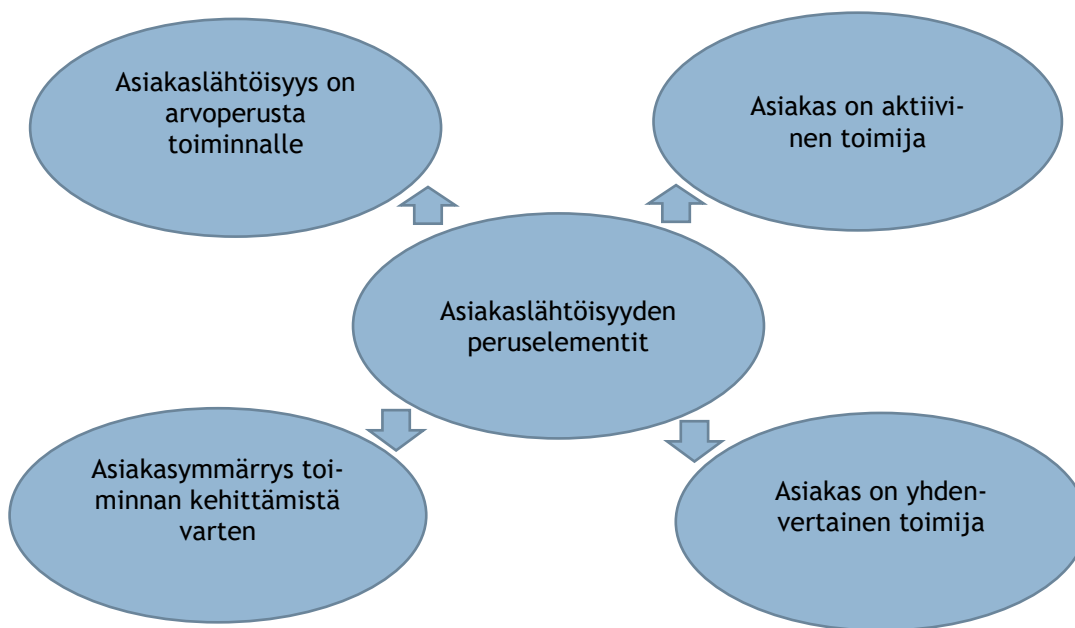 Asiakaslähtöisyys on
arvoperusta
toiminnalle
Asiakas on aktiivi-
nen toimija
Asiakaslähtöisyyden
peruselementit
Asiakasymmärrys toi-
minnan kehittämistä
varten
Asiakas on yhden-
vertainen toimija